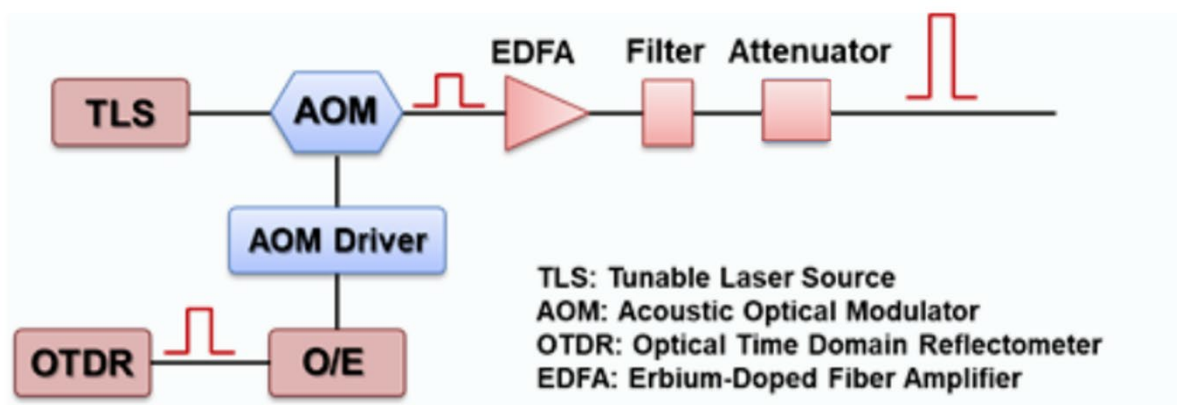 EDFA Filter Attenuator
TLS
AOM
AOM Driver
OTDR
O/E
TLS: Tunable Laser Source
AOM: Acoustic Optical Modulator
OTDR: Optical Time Domain Reflectometer
EDFA: Erbium-Doped Fiber Amplifier